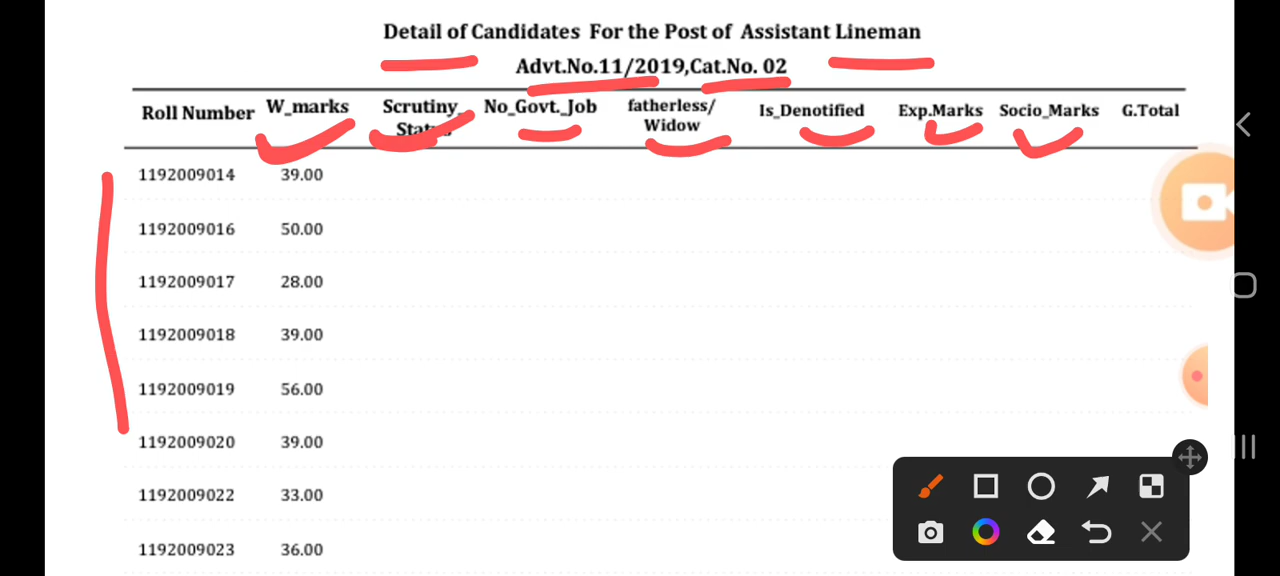 Detail of Candidates For the Post of Assistant Lineman
Advt.No.11/2019,Cat.No. 02
Roll Number W_marks Scrutiny_ Status No_Govt._Job fatherless/ Widow Is_Denotified Exp.Marks Socio_Marks G.Total
1192009014 39.00
1192009016 50.00
1192009017 28.00
1192009018 39.00
1192009019 56.00
1192009020 39.00
1192009022 33.00
1192009023 36.00